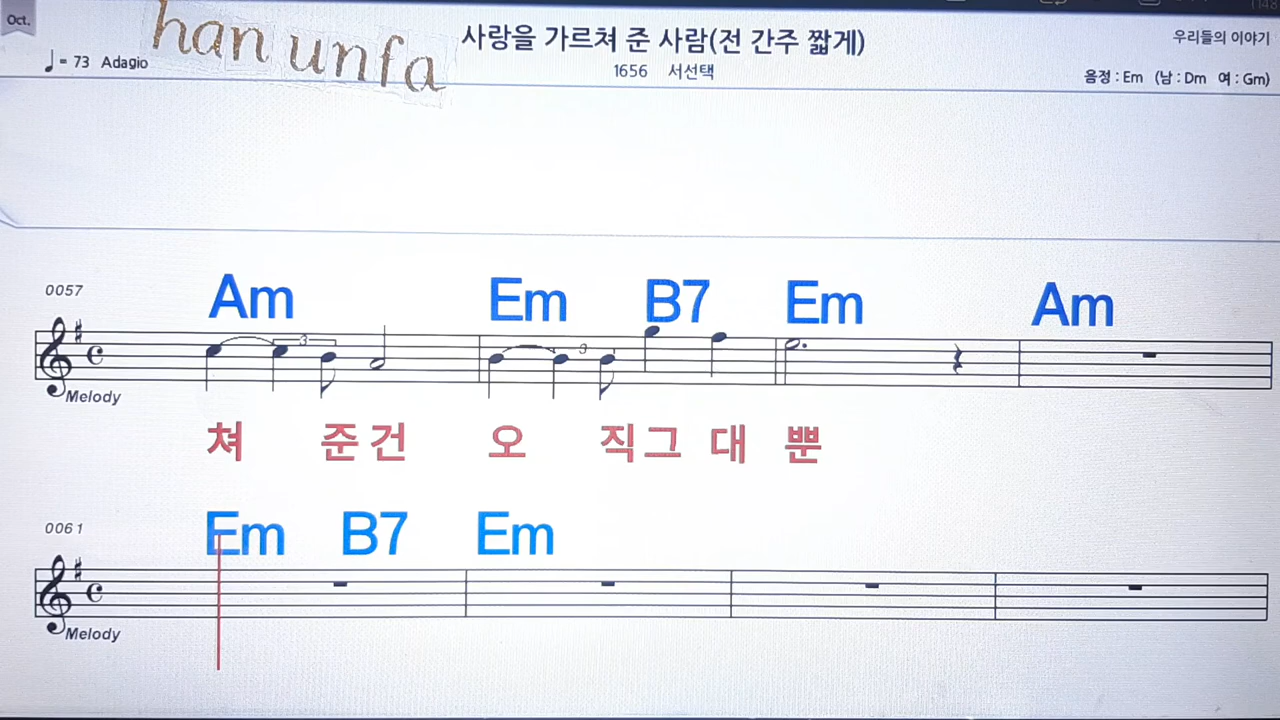 Oct.
han unfa
사랑을 가르쳐 준 사람(전 간주 짧게)
우리들의 이야기
♩= 73 Adagio
1656 서선택
음정 : Em (남 : Dm 여 : Gm)
0057
Am Em B7 Em Am
3 3
Melody
쳐 준 건 오 직 그 대 뿐
0061
Em B7 Em
Melody